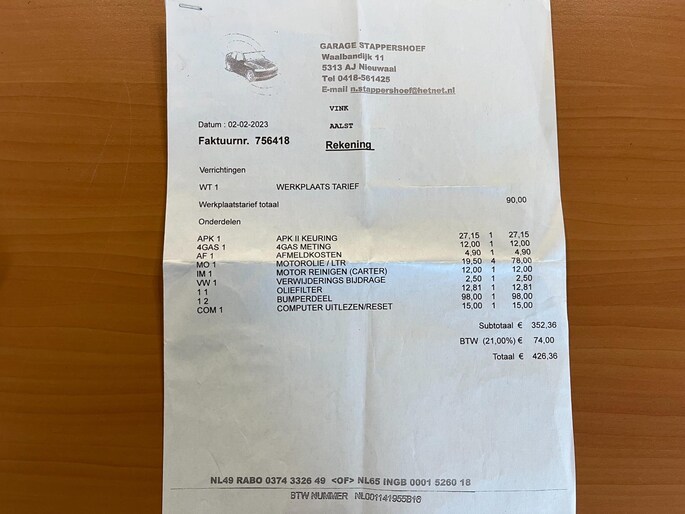 GARAGE STAPPERSHOEF
Waalbandijk 11
5313 AJ Nieuwaal
Tel 0418-561425
E-mail n.stappershoef@hetnet.nl
VINK
Datum : 02-02-2023
AALST
Faktuurnr. 756418 Rekening
Verrichtingen
WT 1 WERKPLAATS TARIEF
Werkplaatstarief totaal 90,00
Onderdelen
APK 1 APK II KEURING 27,15 1 27,15
4GAS 1 4GAS METING 12,00 1 12,00
AF 1 AFMELDKOSTEN 4,90 1 4,90
MO 1 MOTOROLIE / LTR 19,50 4 78,00
IM 1 MOTOR REINIGEN (CARTER) 12,00 1 12,00
VW 1 VERWIJDERINGS BIJDRAGE 2,50 1 2,50
1 1 OLIEFILTER 12,81 1 12,81
1 2 BUMPERDEEL 98,00 1 98,00
COM 1 COMPUTER UITLEZEN/RESET 15,00 1 15,00
Subtotaal € 352,36
BTW (21,00%) € 74,00
Totaal € 426,36
NL49 RABO 0374 3326 49 <OF> NL65 INGB 0001 5260 18
BTW NUMMER NL001141955B16